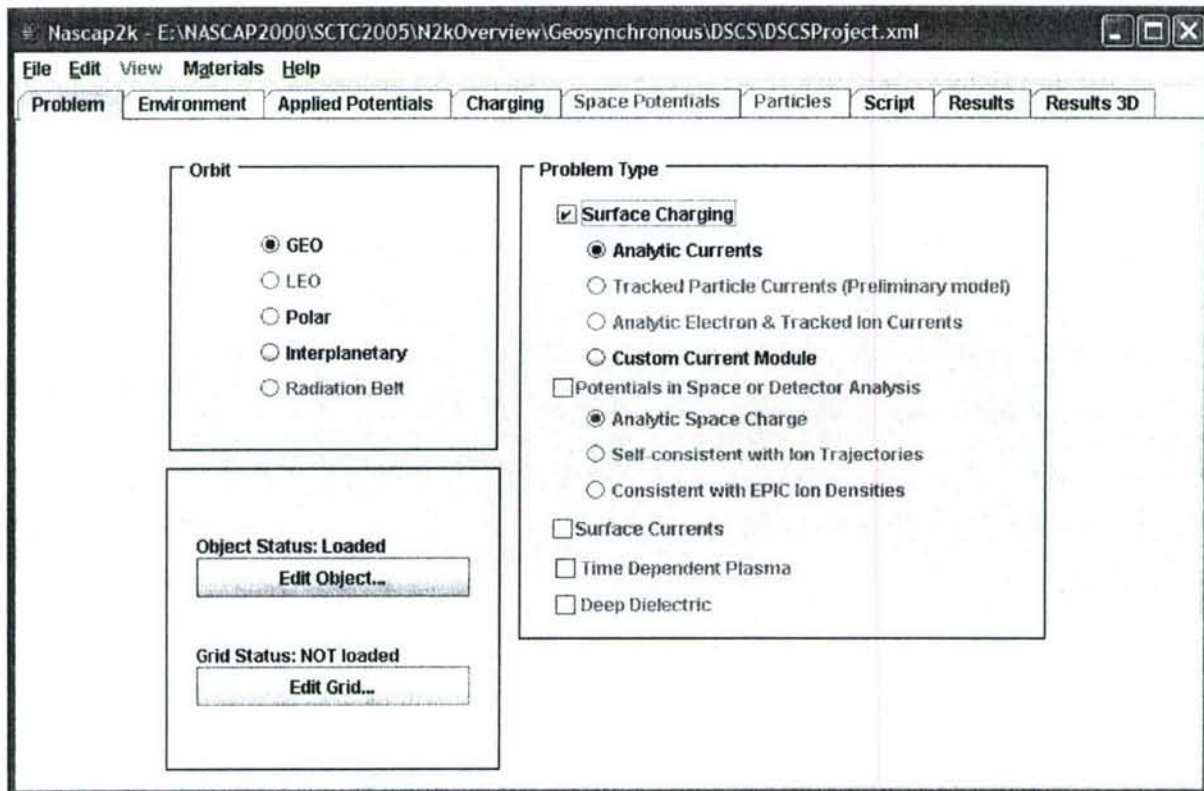 Nascap2k - E:\NASCAP2000\SCTC2005\N2kOverview\Geosynchronous\DSCS\DSCSProject.xml
File Edit View Materials Help
Problem Environment Applied Potentials Charging Space Potentials Particles Script Results Results 3D
Orbit
GEO
LEO
Polar
Interplanetary
Radiation Belt
Object Status: Loaded
Edit Object...
Grid Status: NOT loaded
Edit Grid...
Problem Type
Surface Charging
Analytic Currents
Tracked Particle Currents (Preliminary model)
Analytic Electron & Tracked Ion Currents
Custom Current Module
Potentials in Space or Detector Analysis
Analytic Space Charge
Self-consistent with Ion Trajectories
Consistent with EPIC Ion Densities
Surface Currents
Time Dependent Plasma
Deep Dielectric